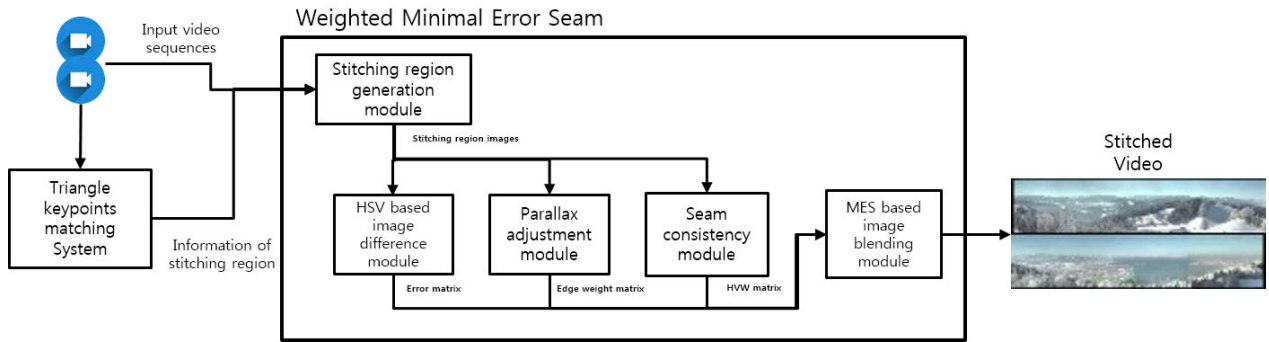 Weighted Minimal Error Seam
Input video
sequences
Stitching region
generation
module
Stitching region images
Triangle
keypoints
matching
System
Information of
stitching region
HSV based
image
difference
module
Parallax
adjustment
module
Seam
consistency
module
MES based
image
blending
module
Error matrix
Edge weight matrix
HVW matrix
Stitched
Video